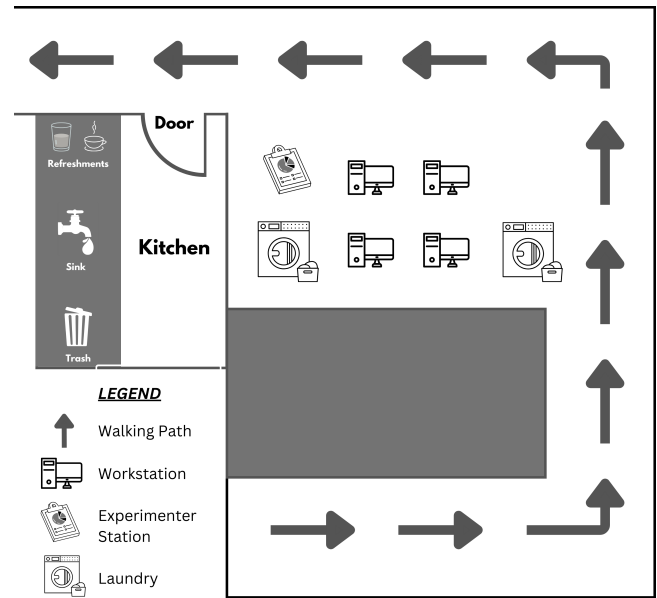 Door
Refreshments
Kitchen
Sink
Trash
LEGEND
Walking Path
Workstation
Experimenter
Station
Laundry